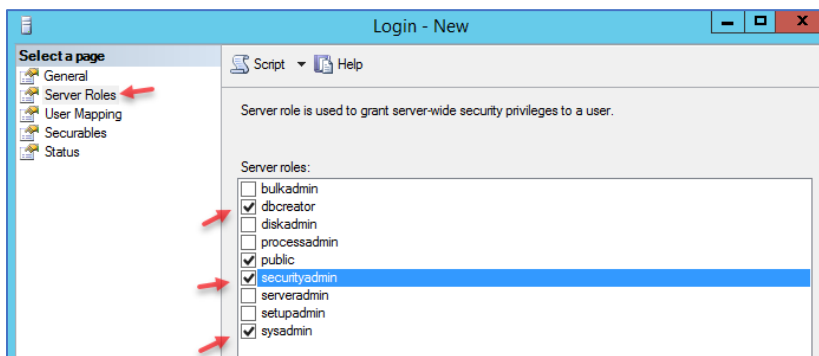 Login - New
Select a page
General
Server Roles
User Mapping
Securables
Status
Script Help
Server role is used to grant server-wide security privileges to a user.
Server roles:
bulkadmin
dbcreator
diskadmin
processadmin
public
securityadmin
serveradmin
setupadmin
sysadmin